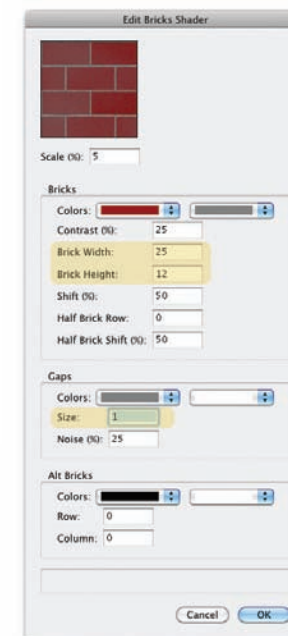 Edit Bricks Shader
Scale (%): 5
Bricks
Colors:
Contrast (%): 25
Brick Width: 25
Brick Height: 12
Shift (%): 50
Half Brick Row: 0
Half Brick Shift (%): 50
Gaps
Colors:
Size: 1
Noise (%): 25
Alt Bricks
Colors:
Row: 0
Column: 0
Cancel OK